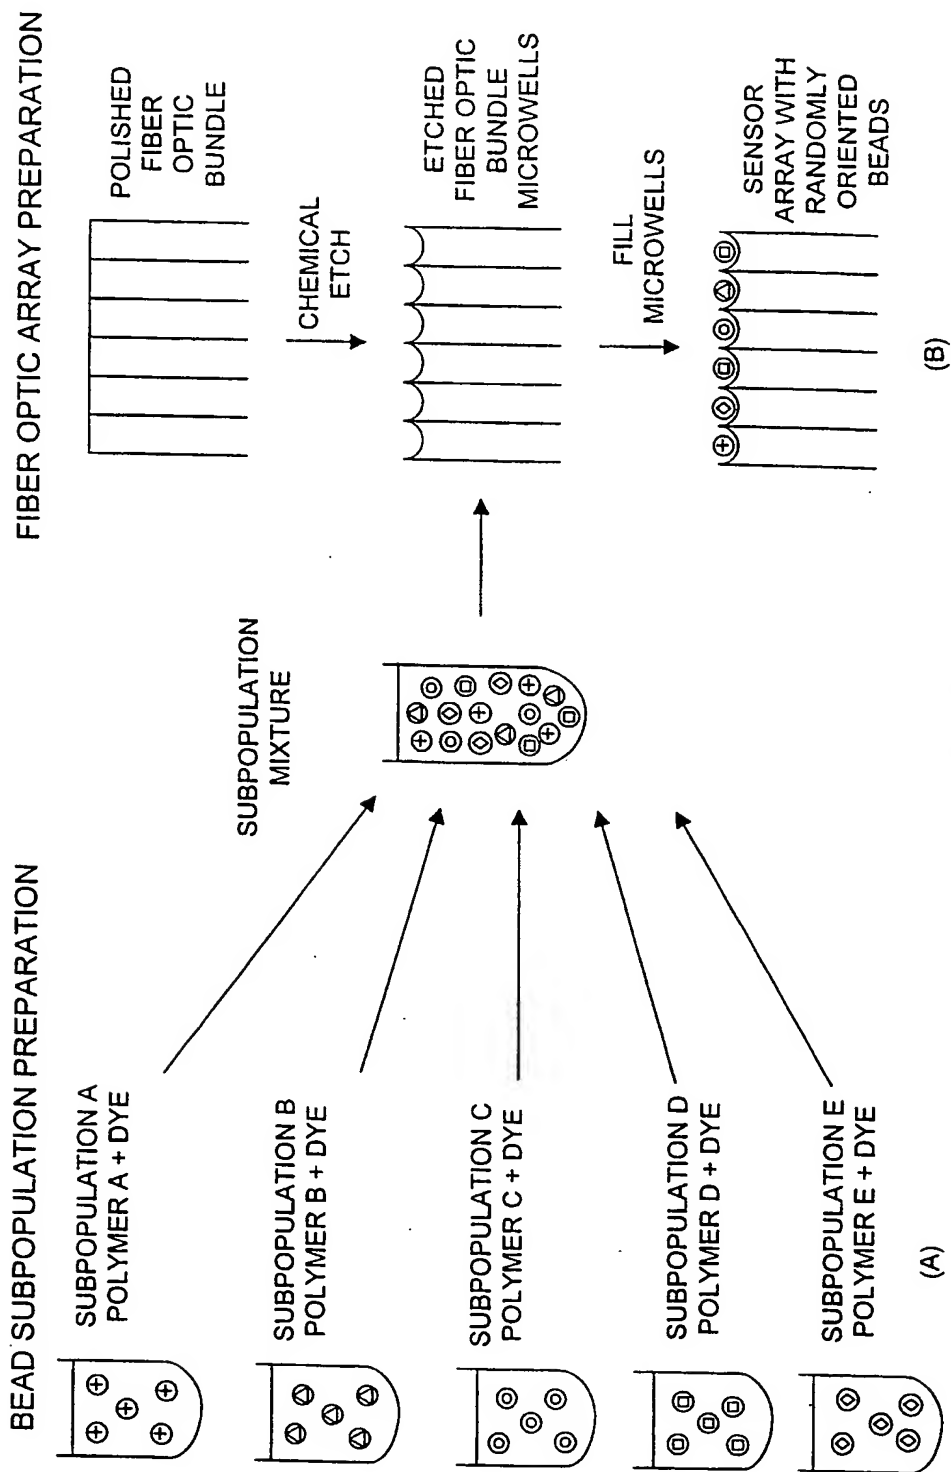 BEAD SUBPOPULATION PREPARATION
SUBPOPULATION A
POLYMER A + DYE
SUBPOPULATION B
POLYMER B + DYE
SUBPOPULATION C
POLYMER C + DYE
SUBPOPULATION D
POLYMER D + DYE
SUBPOPULATION E
POLYMER E + DYE
(A)
SUBPOPULATION
MIXTURE
FIBER OPTIC ARRAY PREPARATION
POLISHED
FIBER
OPTIC
BUNDLE
CHEMICAL
ETCH
ETCHED
FIBER OPTIC
BUNDLE
MICROWELLS
FILL
MICROWELLS
SENSOR
ARRAY WITH
RANDOMLY
ORIENTED
BEADS
(B)